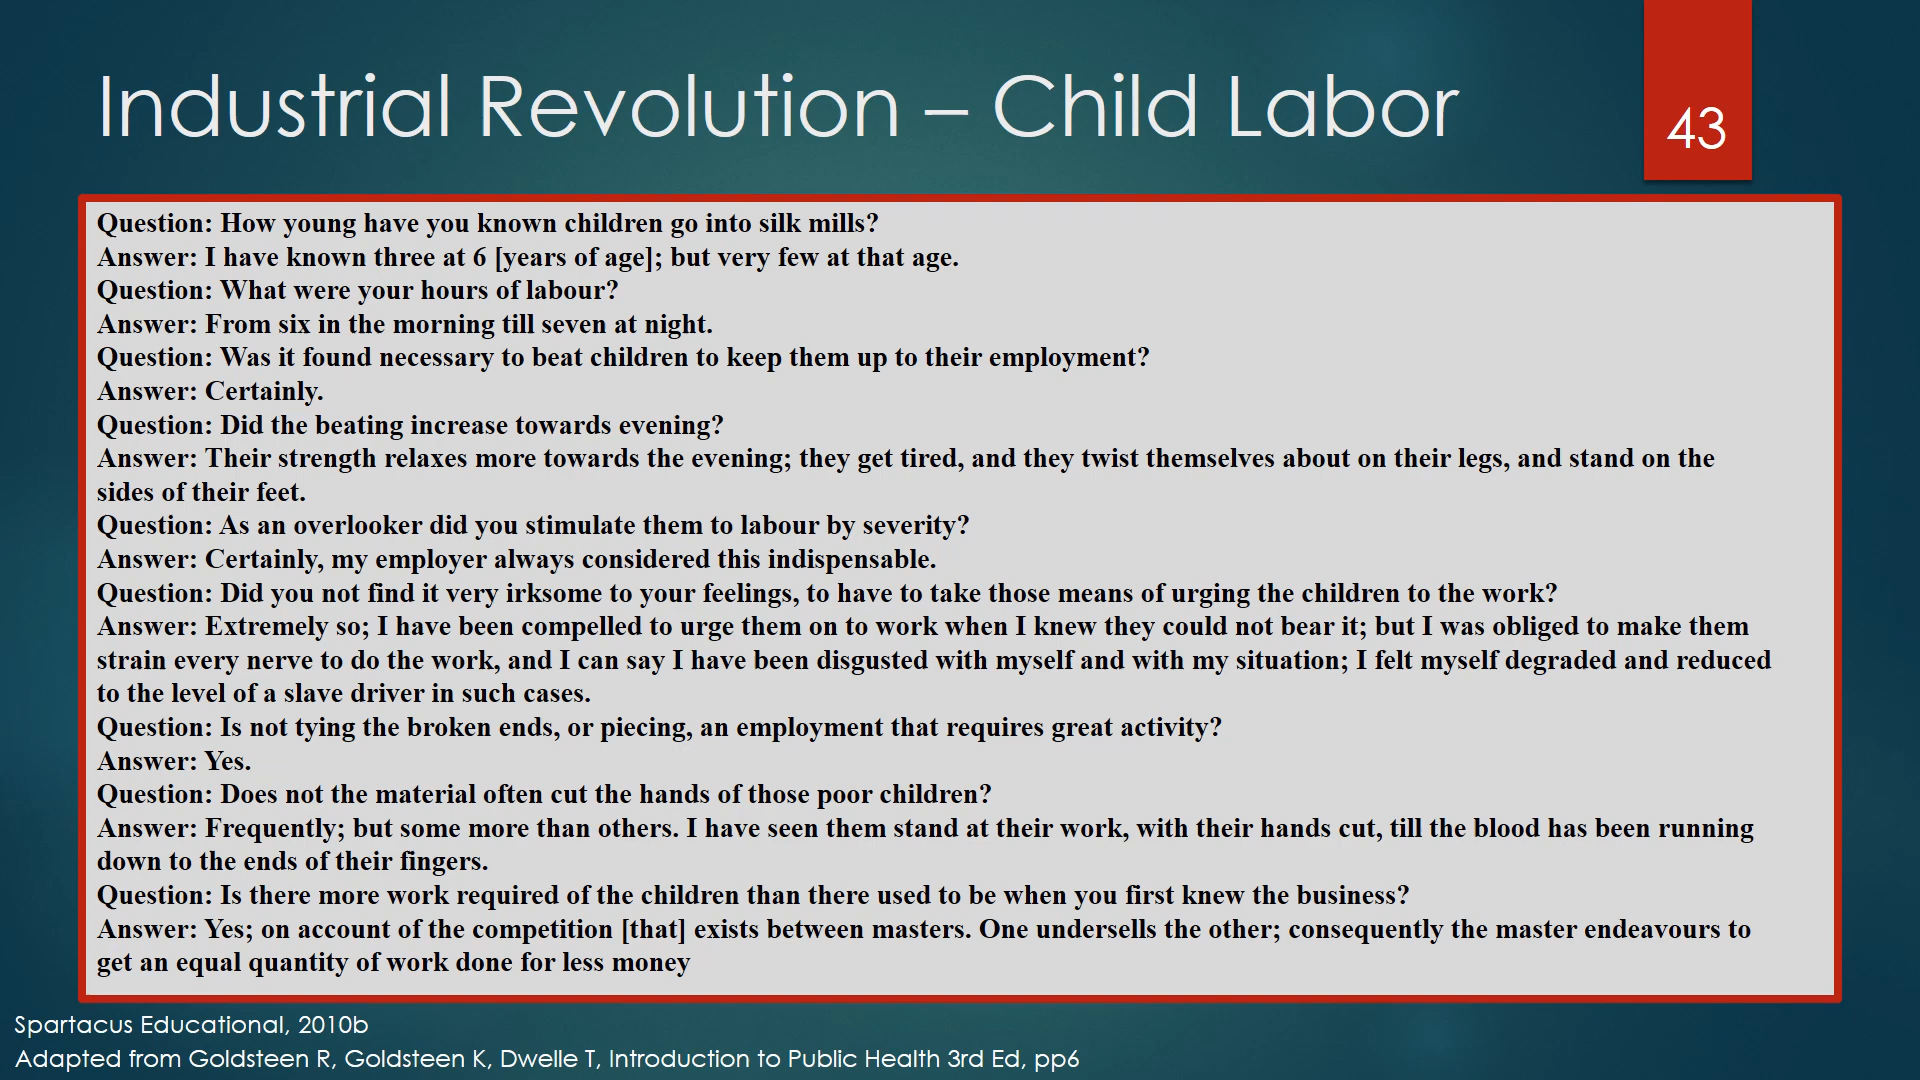 Industrial Revolution – Child Labor
43
Question: How young have you known children go into silk mills?
Answer: I have known three at 6 [years of age]; but very few at that age.
Question: What were your hours of labour?
Answer: From six in the morning till seven at night.
Question: Was it found necessary to beat children to keep them up to their employment?
Answer: Certainly.
Question: Did the beating increase towards evening?
Answer: Their strength relaxes more towards the evening; they get tired, and they twist themselves about on their legs, and stand on the
sides of their feet.
Question: As an overlooker did you stimulate them to labour by severity?
Answer: Certainly, my employer always considered this indispensable.
Question: Did you not find it very irksome to your feelings, to have to take those means of urging the children to the work?
Answer: Extremely so; I have been compelled to urge them on to work when I knew they could not bear it; but I was obliged to make them
strain every nerve to do the work, and I can say I have been disgusted with myself and with my situation; I felt myself degraded and reduced
to the level of a slave driver in such cases.
Question: Is not tying the broken ends, or piecing, an employment that requires great activity?
Answer: Yes.
Question: Does not the material often cut the hands of those poor children?
Answer: Frequently; but some more than others. I have seen them stand at their work, with their hands cut, till the blood has been running
down to the ends of their fingers.
Question: Is there more work required of the children than there used to be when you first knew the business?
Answer: Yes; on account of the competition [that] exists between masters. One undersells the other; consequently the master endeavours to
get an equal quantity of work done for less money
Spartacus Educational, 2010b
Adapted from Goldsteen R, Goldsteen K, Dwelle T, Introduction to Public Health 3rd Ed, pp6